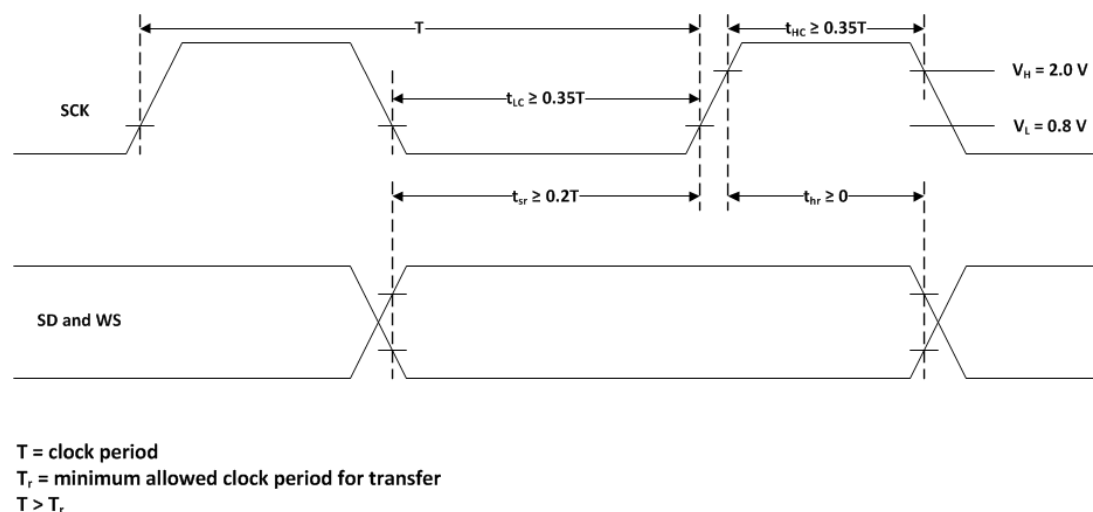 T
t_HC ≥ 0.35T
V_H = 2.0 V
t_LC ≥ 0.35T
SCK
V_L = 0.8 V
t_sr ≥ 0.2T
t_hr ≥ 0
SD and WS
T = clock period
T_r = minimum allowed clock period for transfer
T > T_r